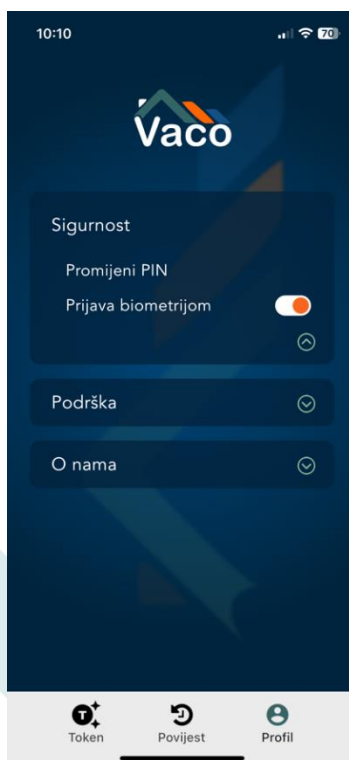 10:10
70
Vaco
Sigurnost
Promijeni PIN
Prijava biometrijom
Podrška
O nama
T
Token
Povijest
Profil